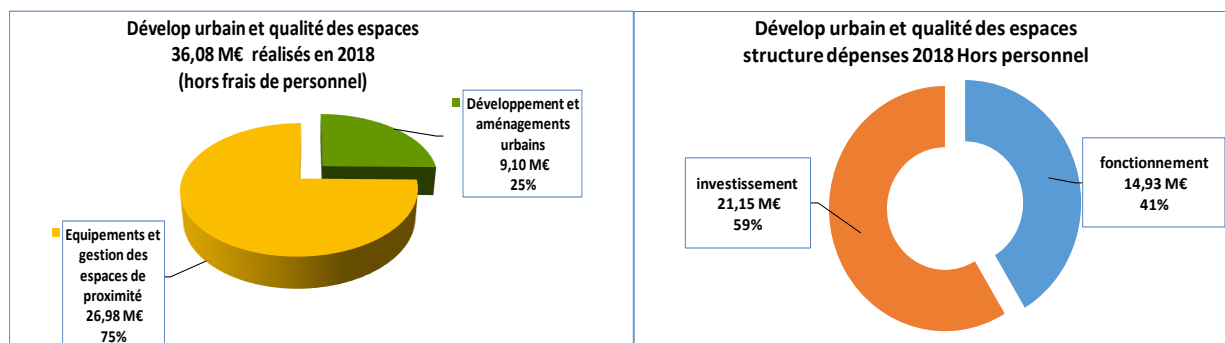 Dévelop urbain et qualité des espaces
36,08 M€ réalisés en 2018
(hors frais de personnel)
Développement et
aménagements
urbains
9,10 M€
25%
Equipements et
gestion des
espaces de
proximité
26,98 M€
75%
Dévelop urbain et qualité des espaces
structure dépenses 2018 Hors personnel
investissement
21,15 M€
59%
fonctionnement
14,93 M€
41%